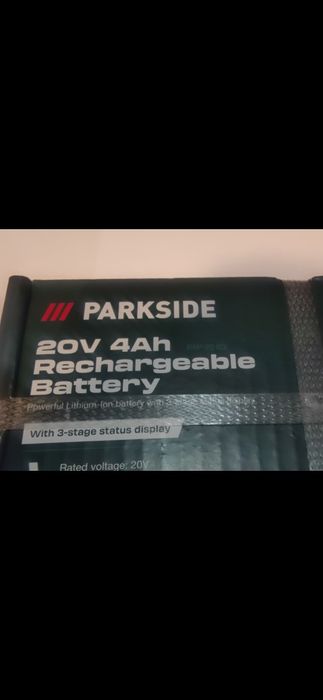 PARKSIDE
20V 4Ah
Rechargeable
Battery
Powerful Lithium-Ion battery with
With 3-stage status display
Rated voltage: 20V